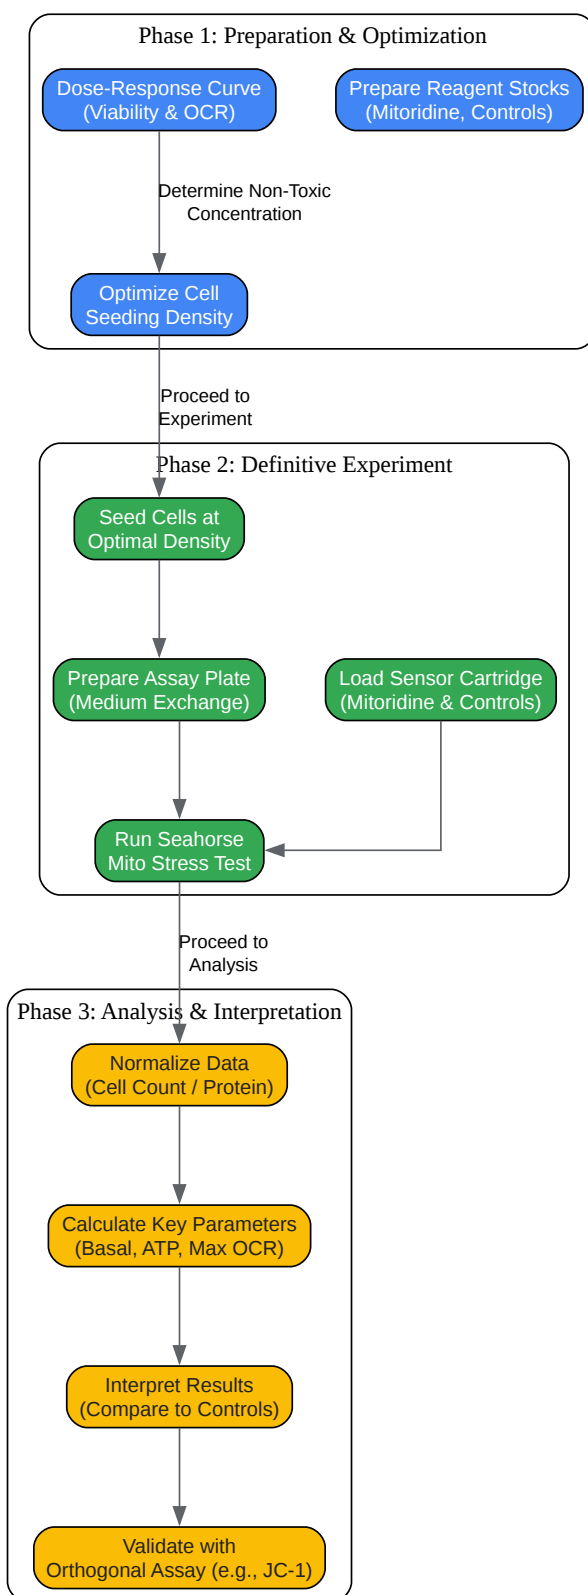 Phase 1: Preparation & Optimization
Dose-Response Curve
(Viability & OCR)
Prepare Reagent Stocks
(Mitoridine, Controls)
Determine Non-Toxic
Concentration
Optimize Cell
Seeding Density
Proceed to
Experiment
Phase 2: Definitive Experiment
Seed Cells at
Optimal Density
Prepare Assay Plate
(Medium Exchange)
Load Sensor Cartridge
(Mitoridine & Controls)
Run Seahorse
Mito Stress Test
Proceed to
Analysis
Phase 3: Analysis & Interpretation
Normalize Data
(Cell Count / Protein)
Calculate Key Parameters
(Basal, ATP, Max OCR)
Interpret Results
(Compare to Controls)
Validate with
Orthogonal Assay (e.g., JC-1)